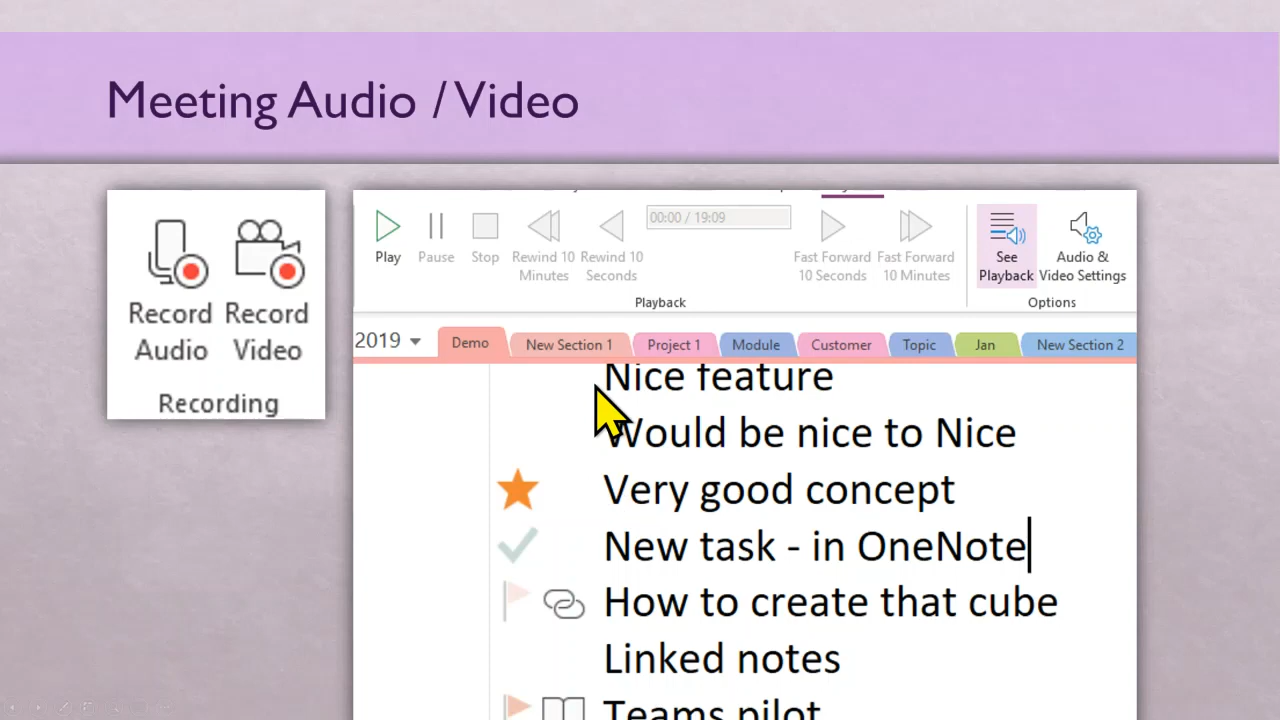 Meeting Audio / Video
Record Audio
Record Video
Recording
Play
Pause
Stop
Rewind 10 Minutes
Rewind 10 Seconds
00:00 / 19:09
Fast Forward 10 Seconds
Fast Forward 10 Minutes
See Playback
Audio & Video Settings
Playback
Options
2019
Demo
New Section 1
Project 1
Module
Customer
Topic
Jan
New Section 2
Nice feature
Would be nice to Nice
Very good concept
New task - in OneNote
How to create that cube
Linked notes
Teams pilot